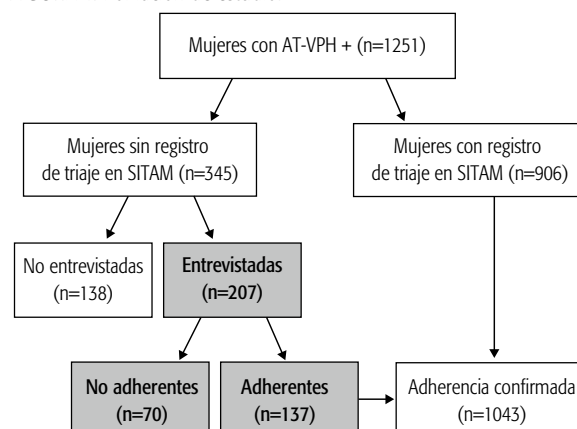 Mujeres con AT-VPH + (n=1251)
Mujeres sin registro
de triaje en SITAM (n=345)
Mujeres con registro
de triaje en SITAM (n=906)
No entrevistadas
(n=138)
Entrevistadas
(n=207)
No adherentes
(n=70)
Adherentes
(n=137)
Adherencia confirmada
(n=1043)